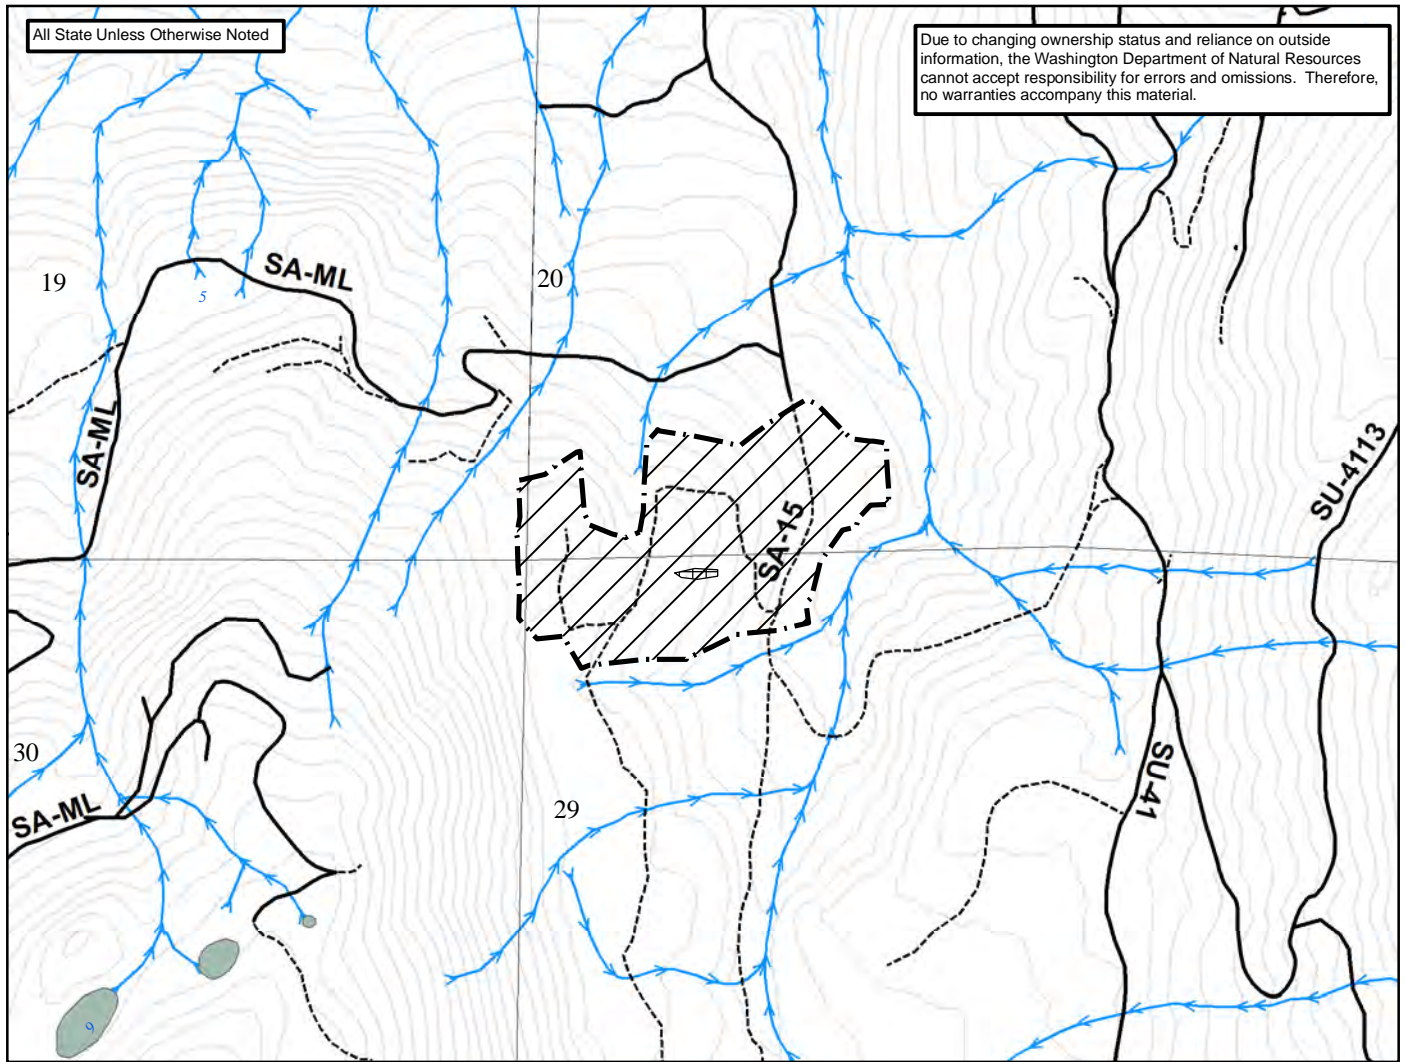 All State Unless Otherwise Noted
Due to changing ownership status and reliance on outside
information, the Washington Department of Natural Resources
cannot accept responsibility for errors and omissions. Therefore,
no warranties accompany this material.
19
SA-ML
5
20
SA-ML
SU-4113
SA-15
30
SA-ML
29
SU-41
9